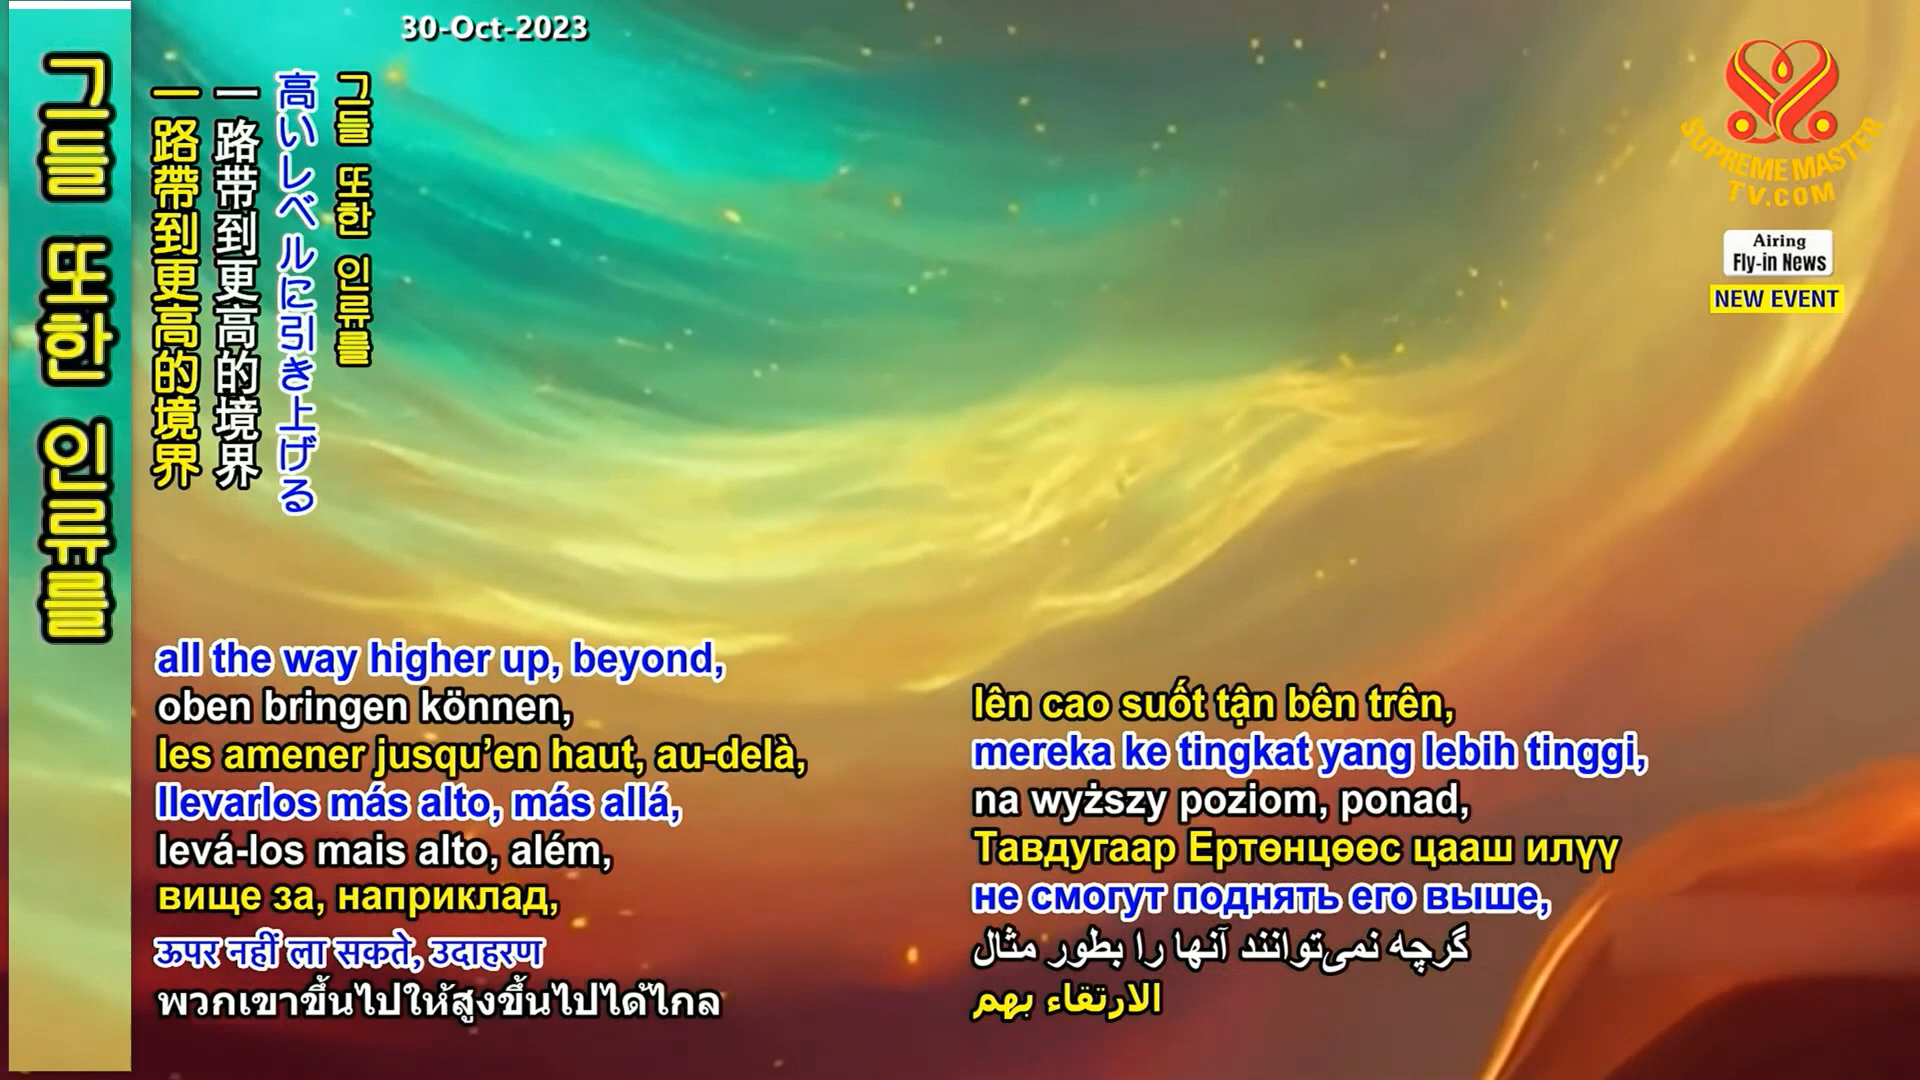 30-Oct-2023
그들 또한 인류를
一路帶到更高的境界
一路带到更高的境界
高いレベルに引き上げる
그들 또한 인류를
SUPREME MASTER
TV.COM
Airing
Fly-in News
NEW EVENT
all the way higher up, beyond,
oben bringen können,
les amener jusqu'en haut, au-delà,
llevarlos más alto, más allá,
levá-los mais alto, além,
вище за, наприклад,
ऊपर नहीं ला सकते, उदाहरण
พวกเขาขึ้นไปให้สูงขึ้นไปได้ไกล
lên cao suốt tận bên trên,
mereka ke tingkat yang lebih tinggi,
na wyższy poziom, ponad,
Тавдугаар Ертөнцөөс цааш илүү
не смогут поднять его выше,
گرچه نمی‌توانند آنها را بطور مثال
الارتقاء بهم